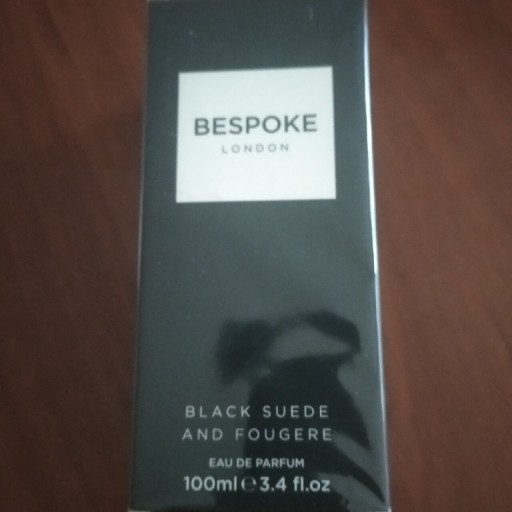 BESPOKE
LONDON
BLACK SUEDE
AND FOUGERE
EAU DE PARFUM
100ml ℮ 3.4 fl.oz